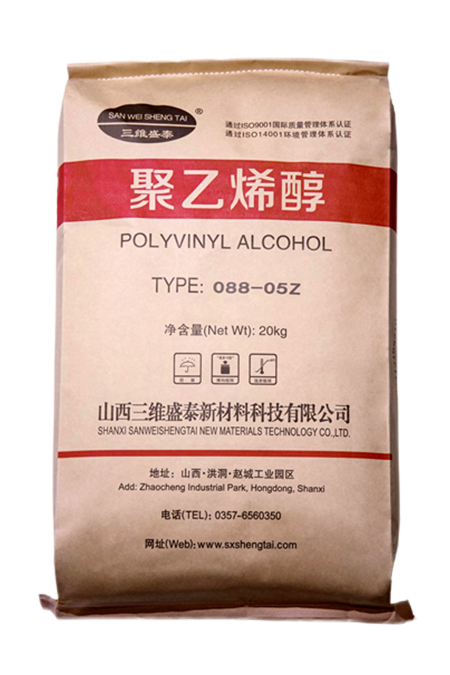 SAN WEI SHENG TAI
®
三维盛泰
通过ISO9001国际质量管理体系认证
通过ISO14001环境管理体系认证
聚乙烯醇
POLYVINYL ALCOHOL
TYPE: 088-05Z
净含量(Net Wt): 20kg
山西三维盛泰新材料科技有限公司
SHANXI SANWEISHENGTAI NEW MATERIALS TECHNOLOGY CO.,LTD.
地址: 山西·洪洞·赵城工业园区
Add: Zhaocheng Industrial Park, Hongdong, Shanxi
电话(TEL): 0357-6560350
网址(Web): www.sxshengtai.com